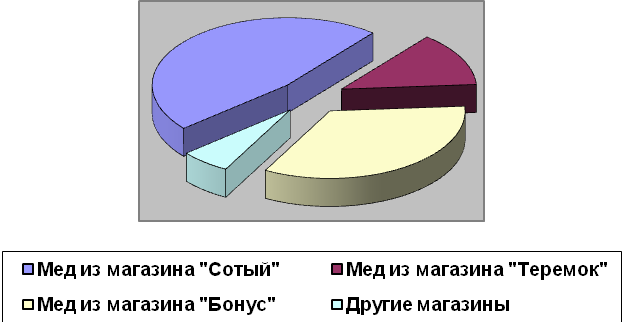 Мед из магазина "Сотый" Мед из магазина "Теремок"
Мед из магазина "Бонус" Другие магазины